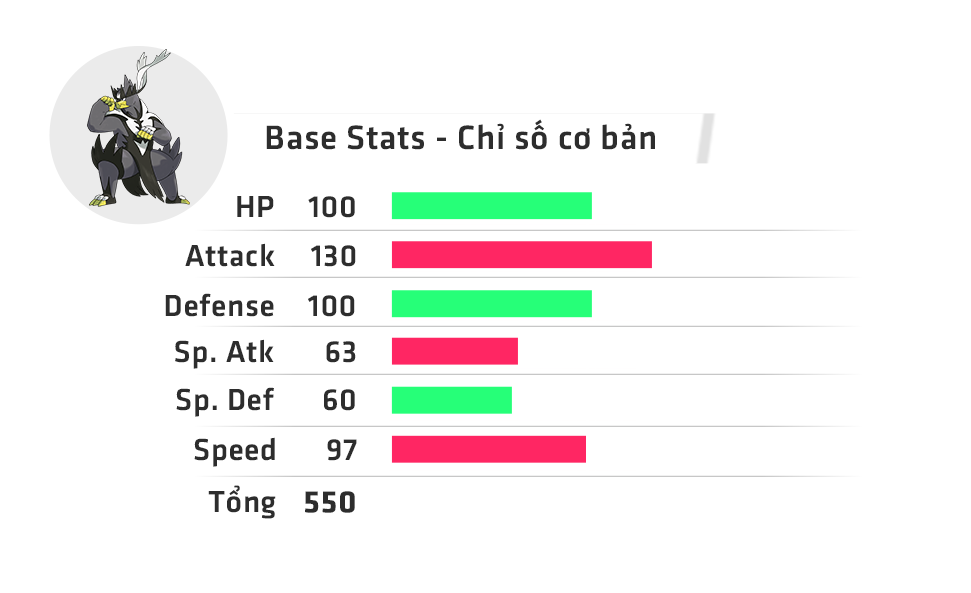 Base Stats - Chỉ số cơ bản
HP 100
Attack 130
Defense 100
Sp. Atk 63
Sp. Def 60
Speed 97
Tổng 550